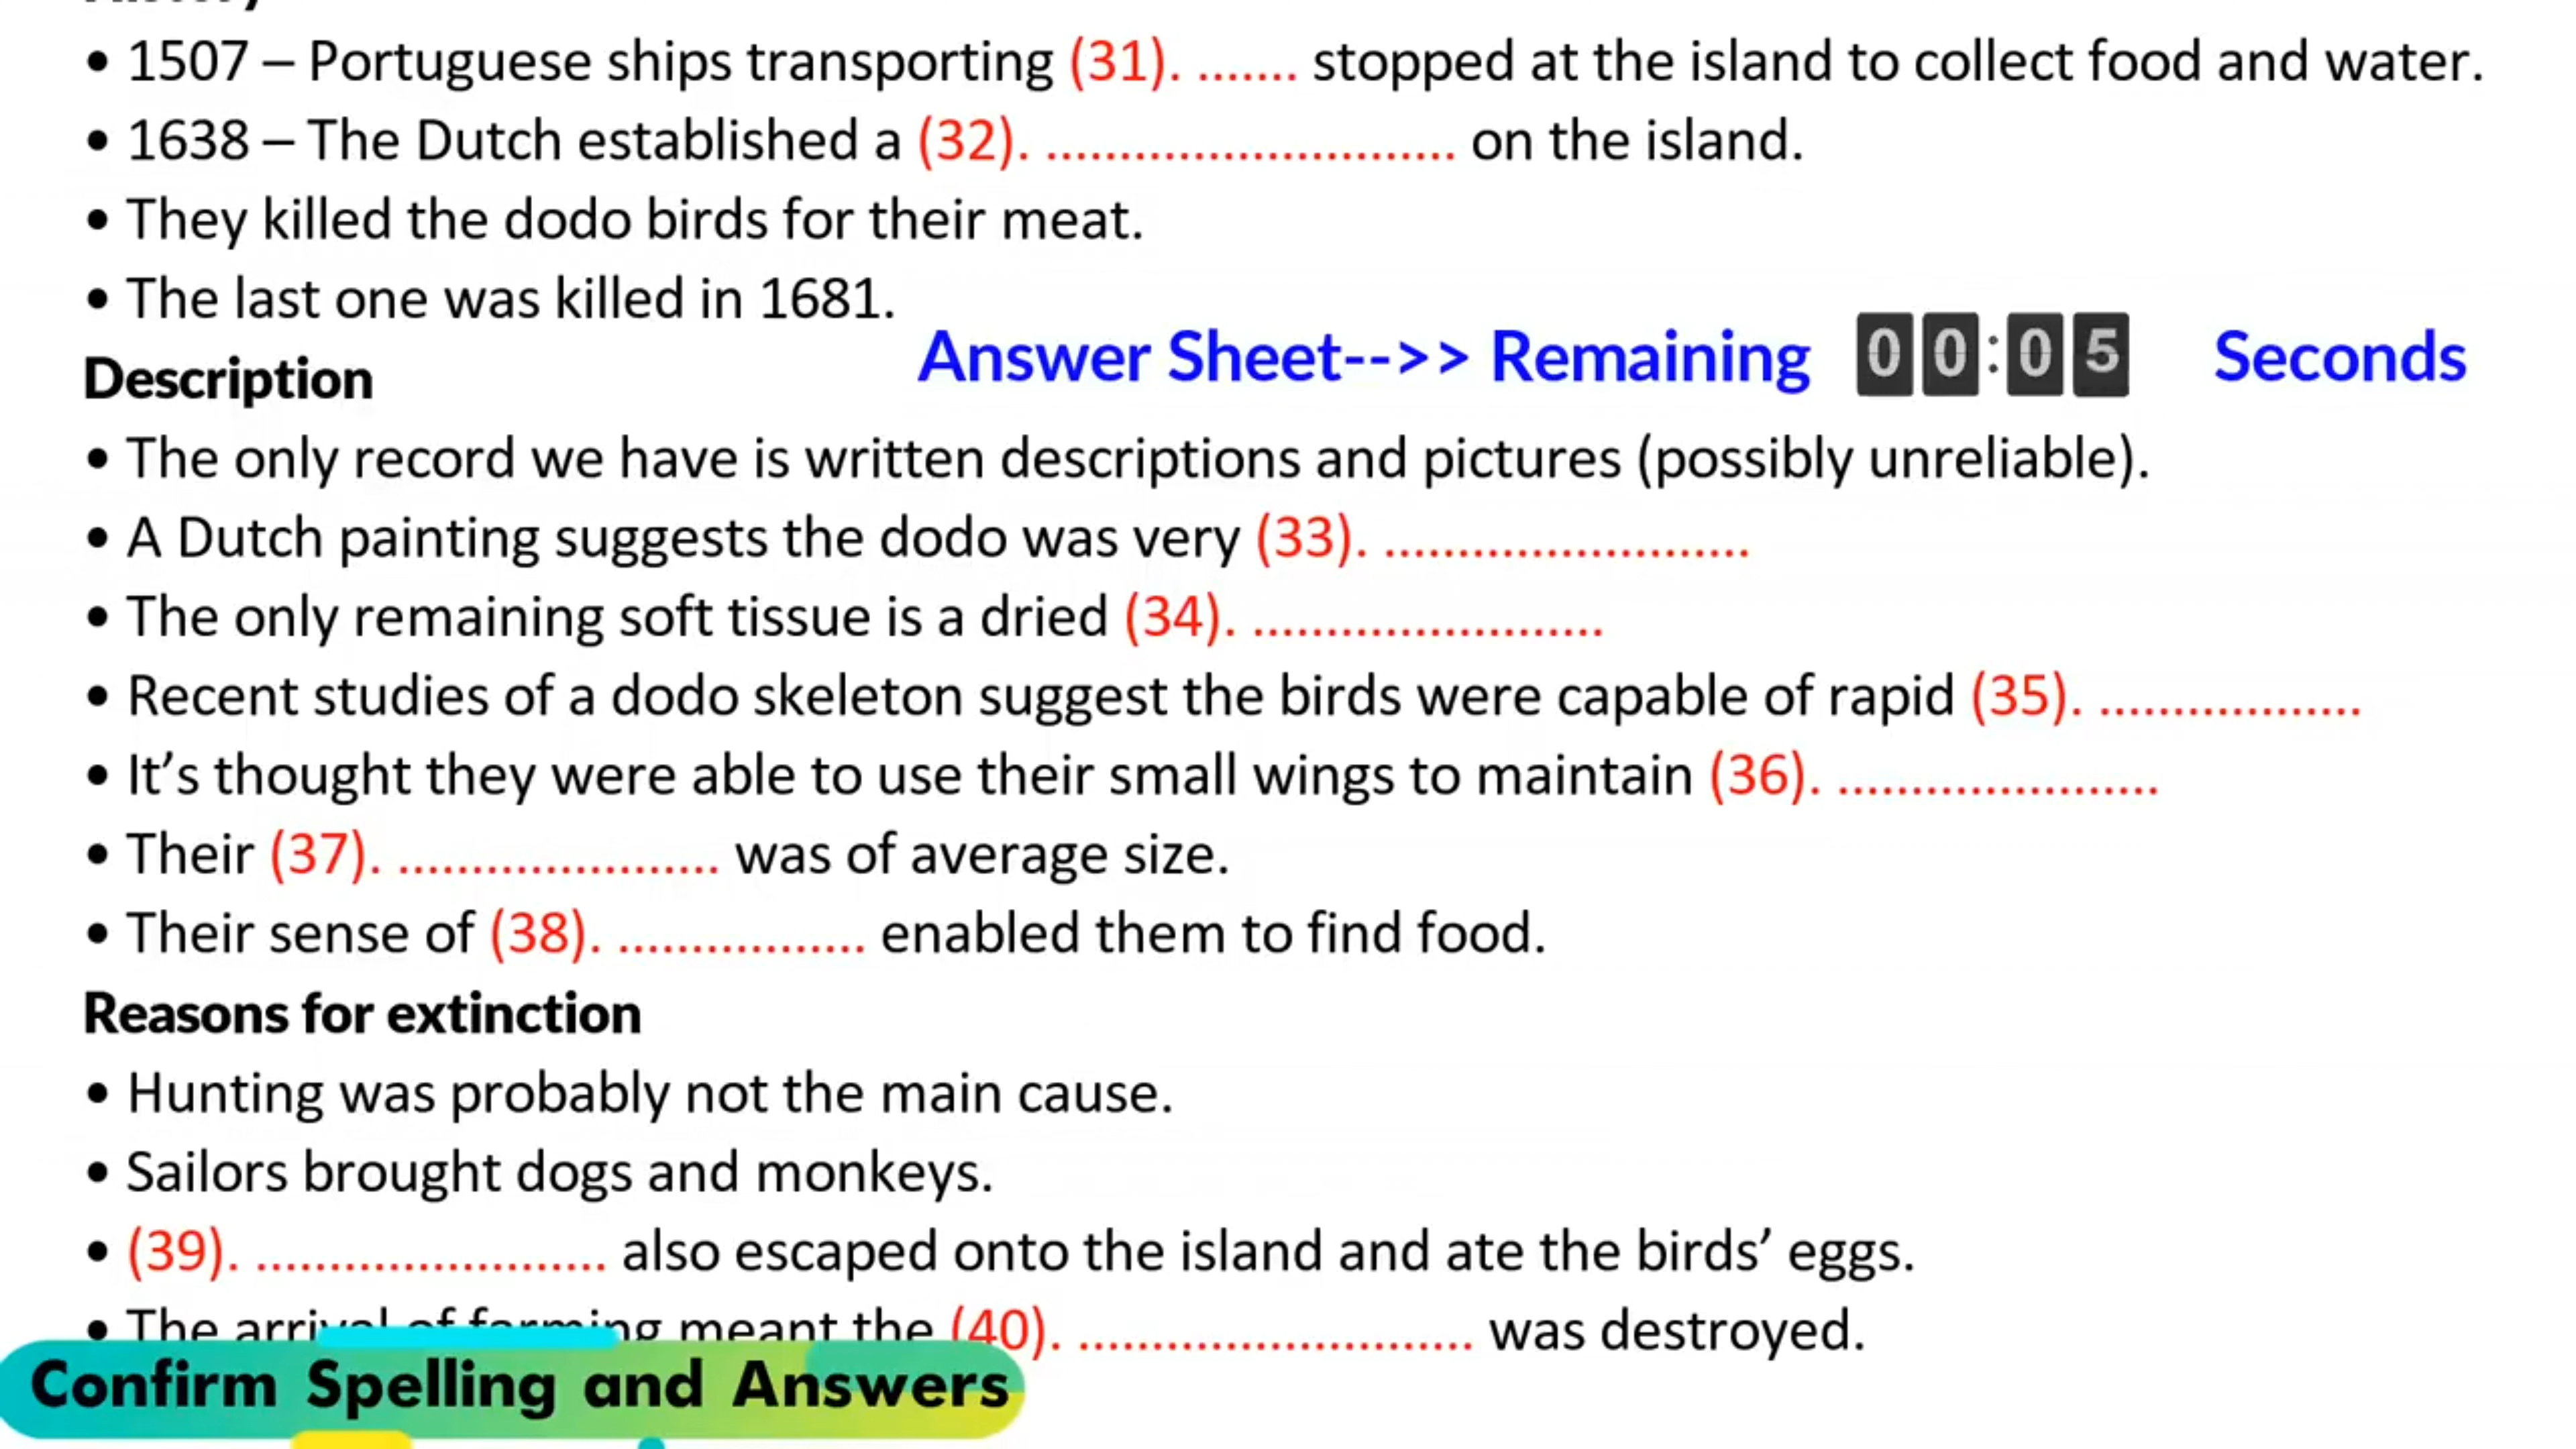 • 1507 – Portuguese ships transporting (31). ....... stopped at the island to collect food and water.
• 1638 – The Dutch established a (32). ............................ on the island.
• They killed the dodo birds for their meat.
• The last one was killed in 1681.
Answer Sheet-->> Remaining 00:05 Seconds
Description
• The only record we have is written descriptions and pictures (possibly unreliable).
• A Dutch painting suggests the dodo was very (33). .........................
• The only remaining soft tissue is a dried (34). ........................
• Recent studies of a dodo skeleton suggest the birds were capable of rapid (35). ..................
• It’s thought they were able to use their small wings to maintain (36). ......................
• Their (37). ...................... was of average size.
• Their sense of (38). ................. enabled them to find food.
Reasons for extinction
• Hunting was probably not the main cause.
• Sailors brought dogs and monkeys.
• (39). ........................ also escaped onto the island and ate the birds’ eggs.
• The arrival of farming meant the (40). ........................... was destroyed.
Confirm Spelling and Answers